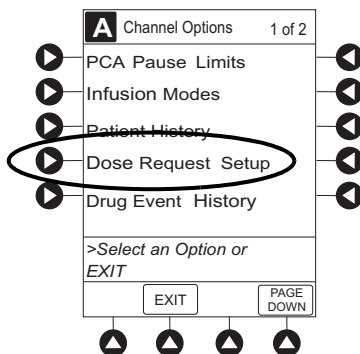 A Channel Options 1 of 2
PCA Pause Limits
Infusion Modes
Patient History
Dose Request Setup
Drug Event History
>Select an Option or
EXIT
EXIT
PAGE
DOWN